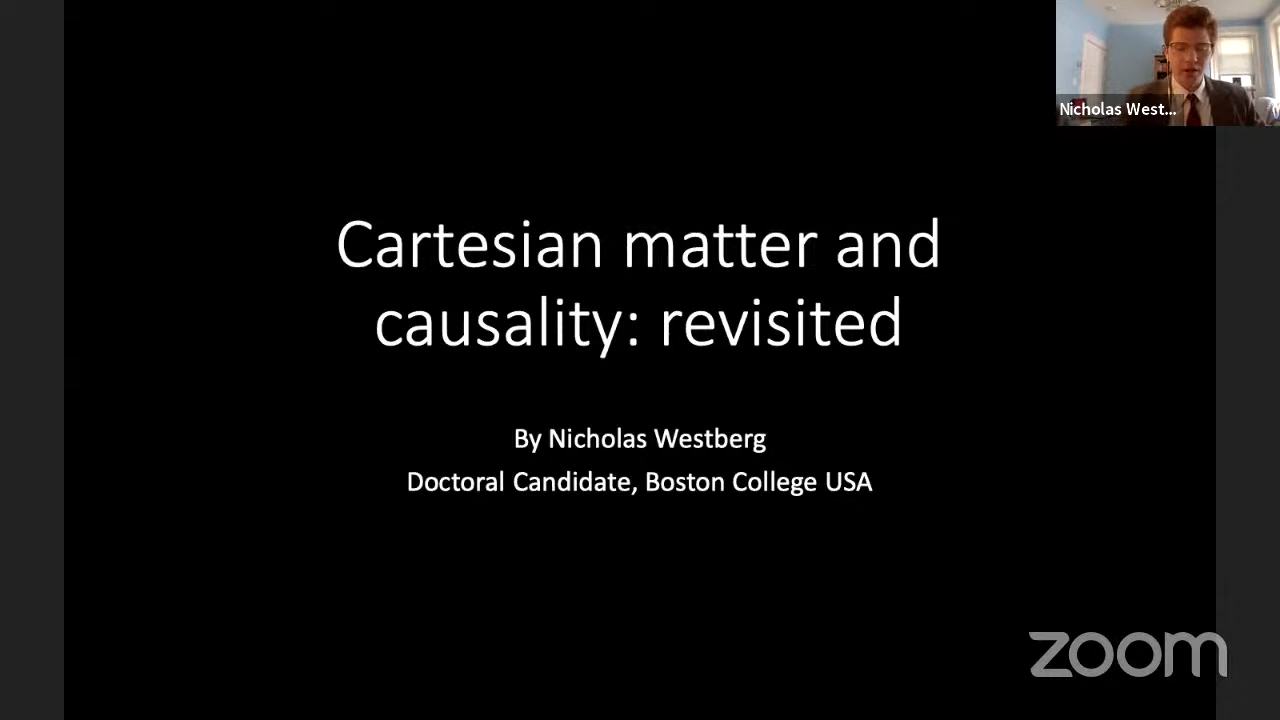 Nicholas West...
Cartesian matter and
causality: revisited
By Nicholas Westberg
Doctoral Candidate, Boston College USA
zoom